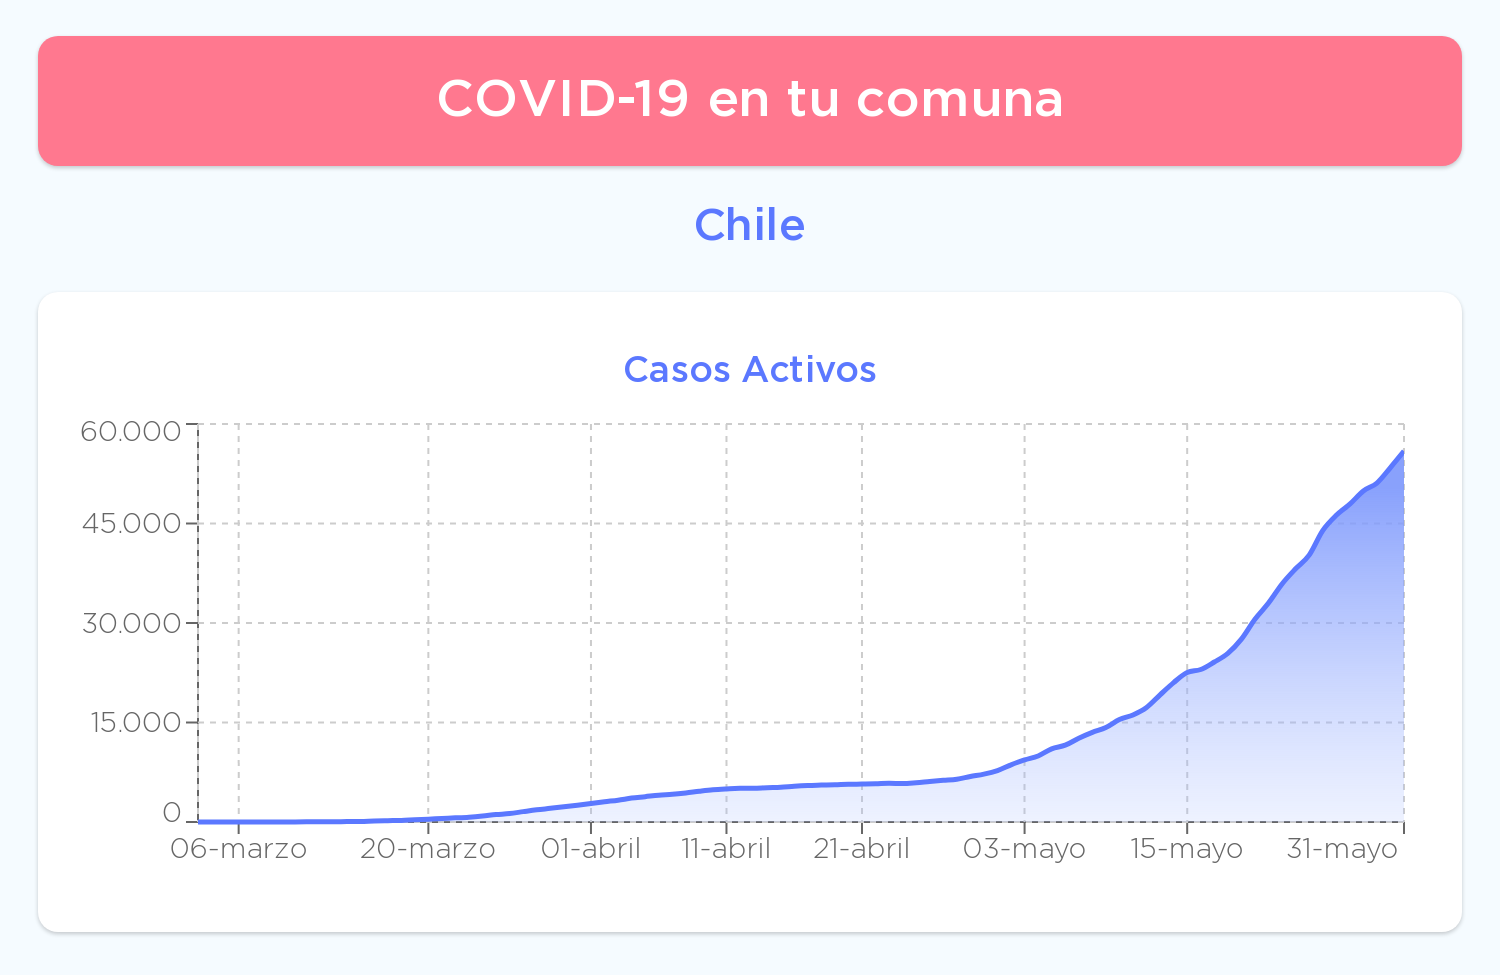 COVID-19 en tu comuna
Chile
Casos Activos
60.000
45.000
30.000
15.000
0
06-marzo 20-marzo 01-abril 11-abril 21-abril 03-mayo 15-mayo 31-mayo